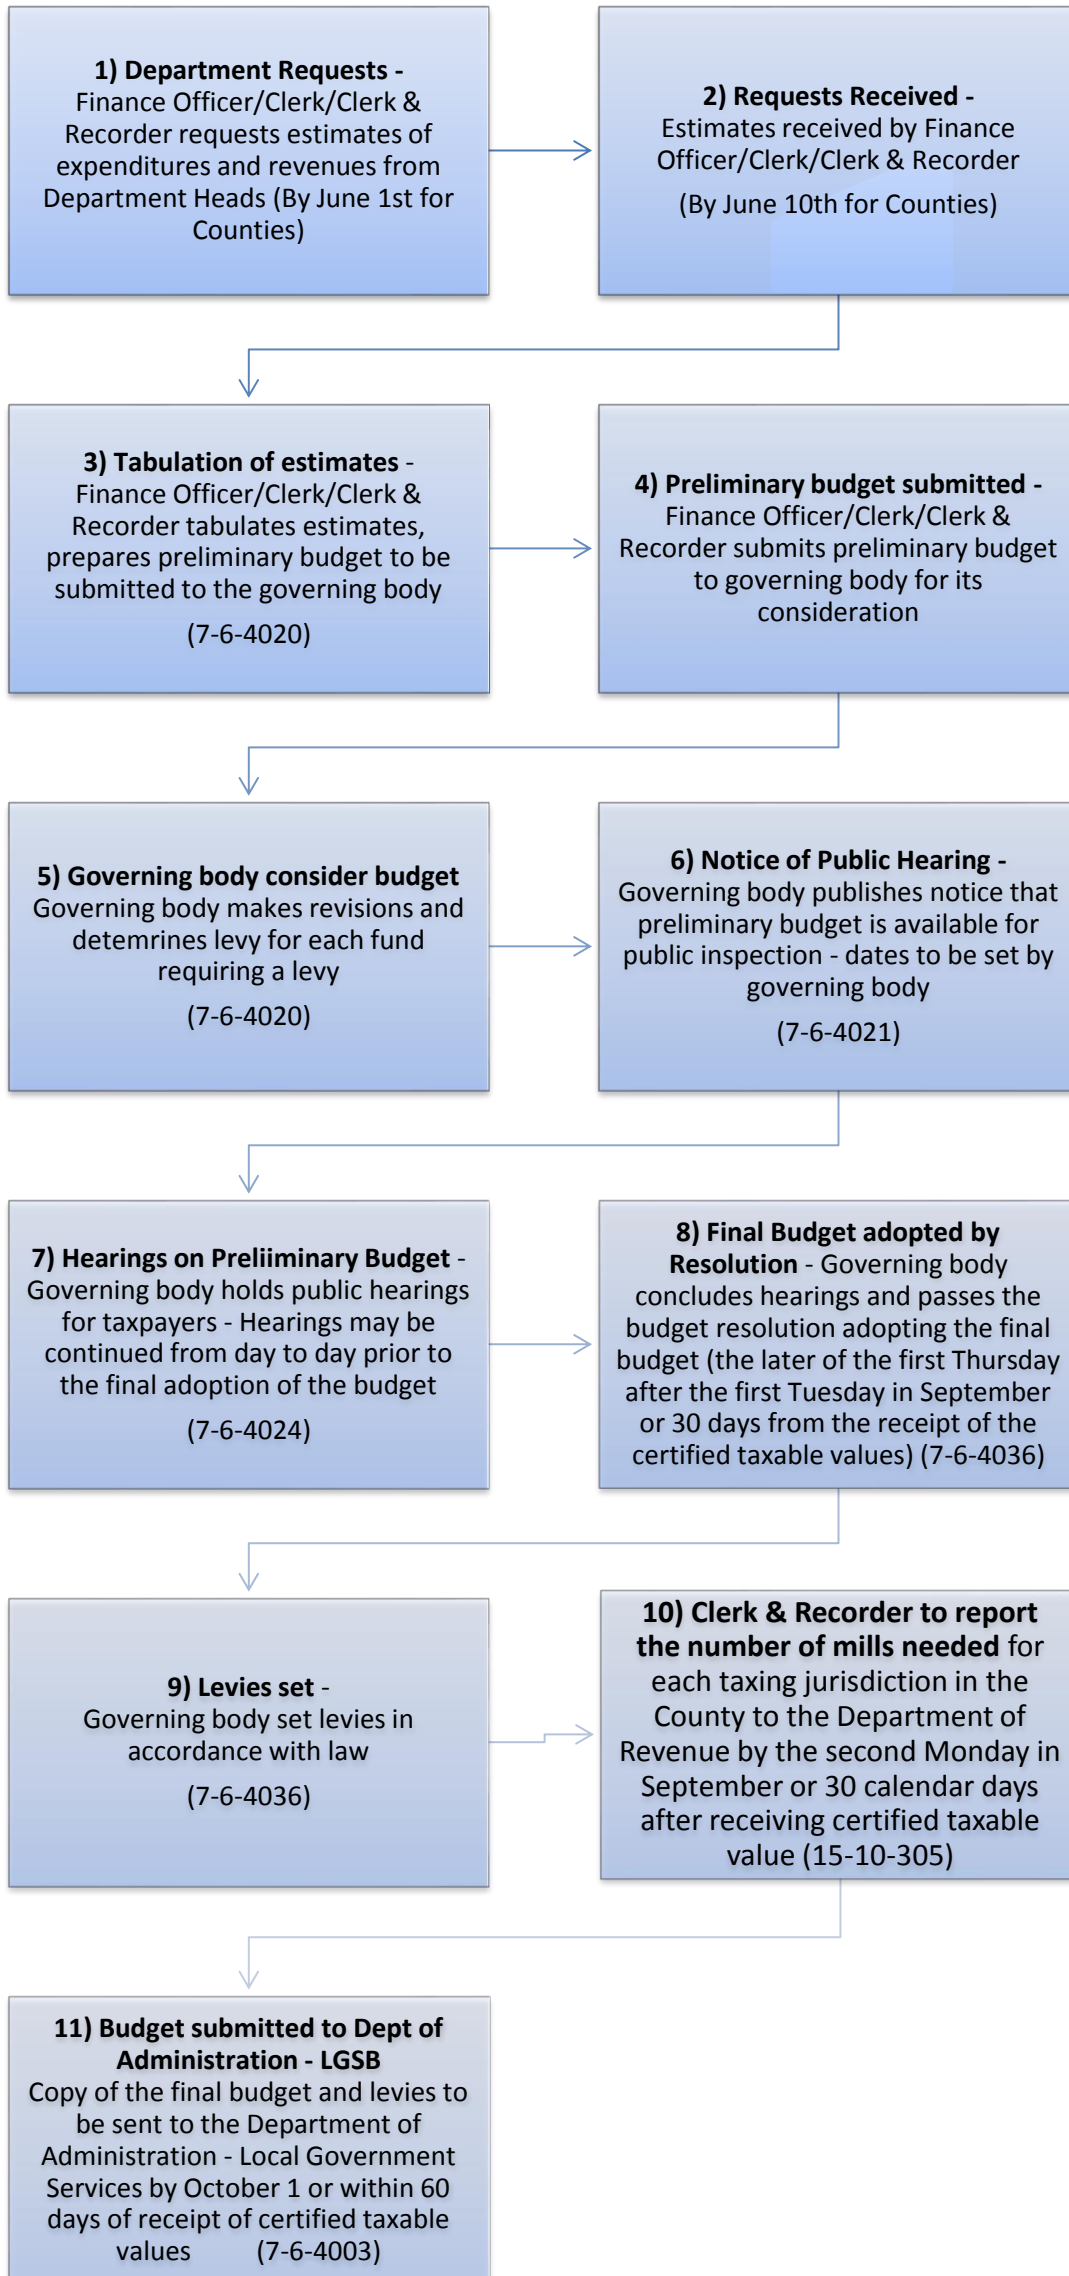 1) Department Requests -
Finance Officer/Clerk/Clerk &
Recorder requests estimates of
expenditures and revenues from
Department Heads (By June 1st for
Counties)
2) Requests Received -
Estimates received by Finance
Officer/Clerk/Clerk & Recorder
(By June 10th for Counties)
3) Tabulation of estimates -
Finance Officer/Clerk/Clerk &
Recorder tabulates estimates,
prepares preliminary budget to be
submitted to the governing body
(7-6-4020)
4) Preliminary budget submitted -
Finance Officer/Clerk/Clerk &
Recorder submits preliminary budget
to governing body for its
consideration
5) Governing body consider budget
Governing body makes revisions and
detemrines levy for each fund
requiring a levy
(7-6-4020)
6) Notice of Public Hearing -
Governing body publishes notice that
preliminary budget is available for
public inspection - dates to be set by
governing body
(7-6-4021)
7) Hearings on Preliiminary Budget -
Governing body holds public hearings
for taxpayers - Hearings may be
continued from day to day prior to
the final adoption of the budget
(7-6-4024)
8) Final Budget adopted by
Resolution - Governing body
concludes hearings and passes the
budget resolution adopting the final
budget (the later of the first Thursday
after the first Tuesday in September
or 30 days from the receipt of the
certified taxable values) (7-6-4036)
9) Levies set -
Governing body set levies in
accordance with law
(7-6-4036)
10) Clerk & Recorder to report
the number of mills needed for
each taxing jurisdiction in the
County to the Department of
Revenue by the second Monday in
September or 30 calendar days
after receiving certified taxable
value (15-10-305)
11) Budget submitted to Dept of
Administration - LGSB
Copy of the final budget and levies to
be sent to the Department of
Administration - Local Government
Services by October 1 or within 60
days of receipt of certified taxable
values (7-6-4003)